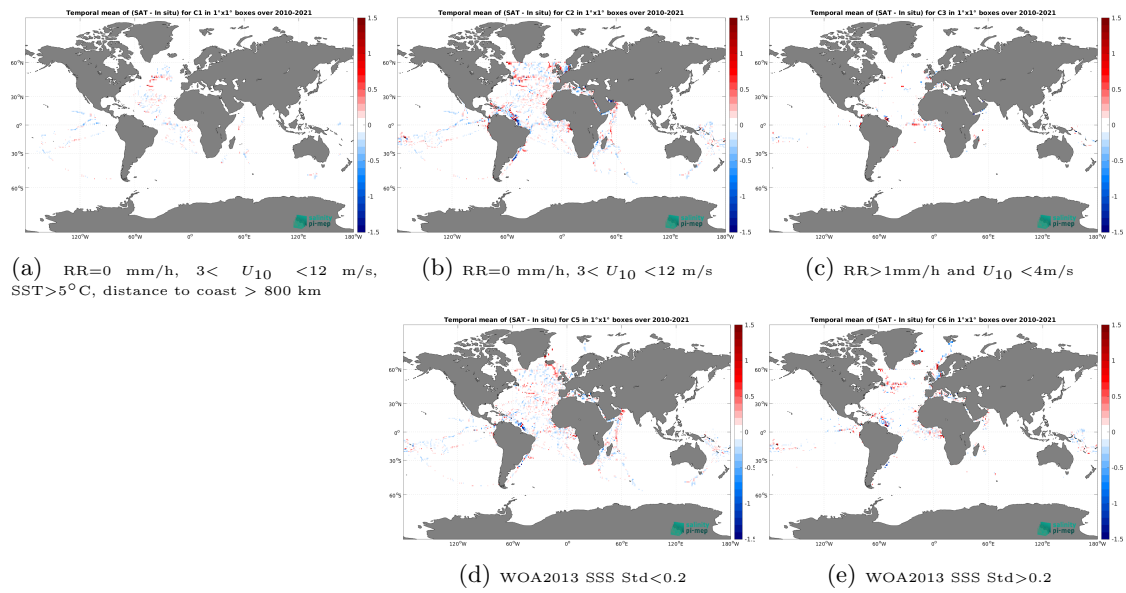 Temporal mean of (SAT - In situ) for C1 in 1°x1° boxes over 2010-2021
60°N
30°N
0°
30°S
60°S
120°W
60°W
0°
60°E
120°E
180°W
1.5
1
0.5
0
-0.5
-1
-1.5
pi-mep
(a) RR=0 mm/h, 3< U10 <12 m/s,
SST>5°C, distance to coast > 800 km
Temporal mean of (SAT - In situ) for C2 in 1°x1° boxes over 2010-2021
60°N
30°N
0°
30°S
60°S
120°W
60°W
0°
60°E
120°E
180°W
1.5
1
0.5
0
-0.5
-1
-1.5
pi-mep
(b) RR=0 mm/h, 3< U10 <12 m/s
Temporal mean of (SAT - In situ) for C3 in 1°x1° boxes over 2010-2021
60°N
30°N
0°
30°S
60°S
120°W
60°W
0°
60°E
120°E
180°W
1.5
1
0.5
0
-0.5
-1
-1.5
pi-mep
(c) RR>1mm/h and U10 <4m/s
Temporal mean of (SAT - In situ) for C5 in 1°x1° boxes over 2010-2021
60°N
30°N
0°
30°S
60°S
120°W
60°W
0°
60°E
120°E
180°W
1.5
1
0.5
0
-0.5
-1
-1.5
pi-mep
(d) WOA2013 SSS Std<0.2
Temporal mean of (SAT - In situ) for C6 in 1°x1° boxes over 2010-2021
60°N
30°N
0°
30°S
60°S
120°W
60°W
0°
60°E
120°E
180°W
1.5
1
0.5
0
-0.5
-1
-1.5
pi-mep
(e) WOA2013 SSS Std>0.2